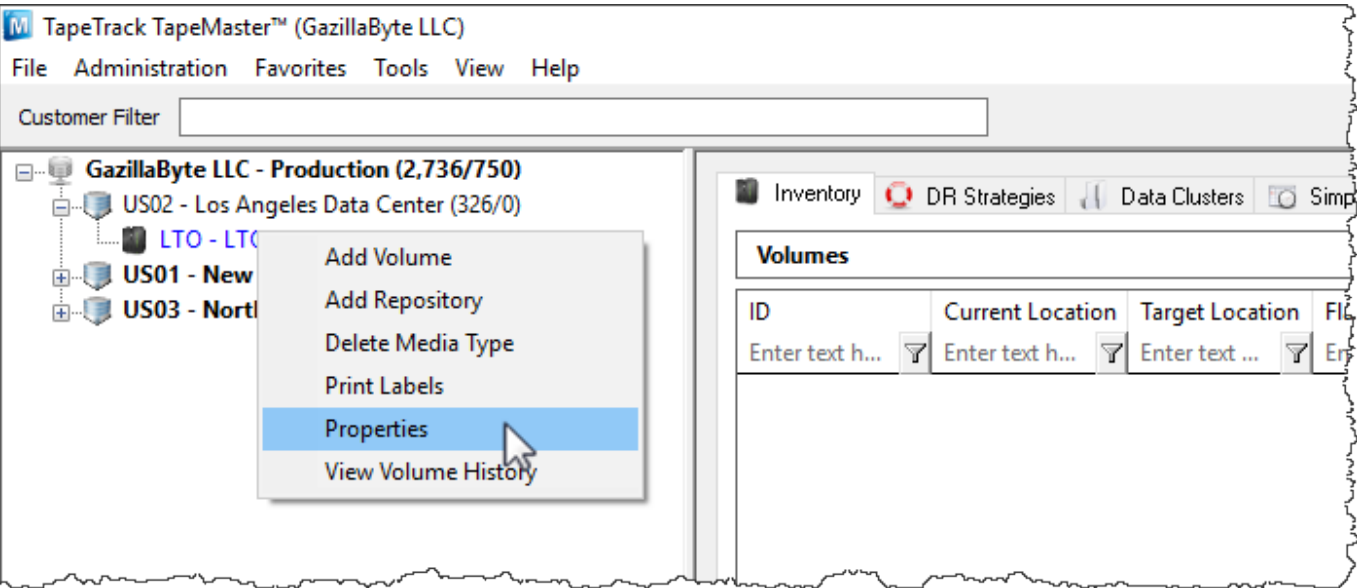 TapeTrack TapeMaster™ (GazillaByte LLC)
File Administration Favorites Tools View Help
Customer Filter
GazillaByte LLC - Production (2,736/750)
US02 - Los Angeles Data Center (326/0)
LTO -
US01 - New
US03 -
Add Volume
Add Repository
Delete Media Type
Print Labels
Properties
View Volume History
Inventory DR Strategies Data Clusters
Volumes
ID Current Location Target Location
Enter text h... Enter text h... Enter text ...